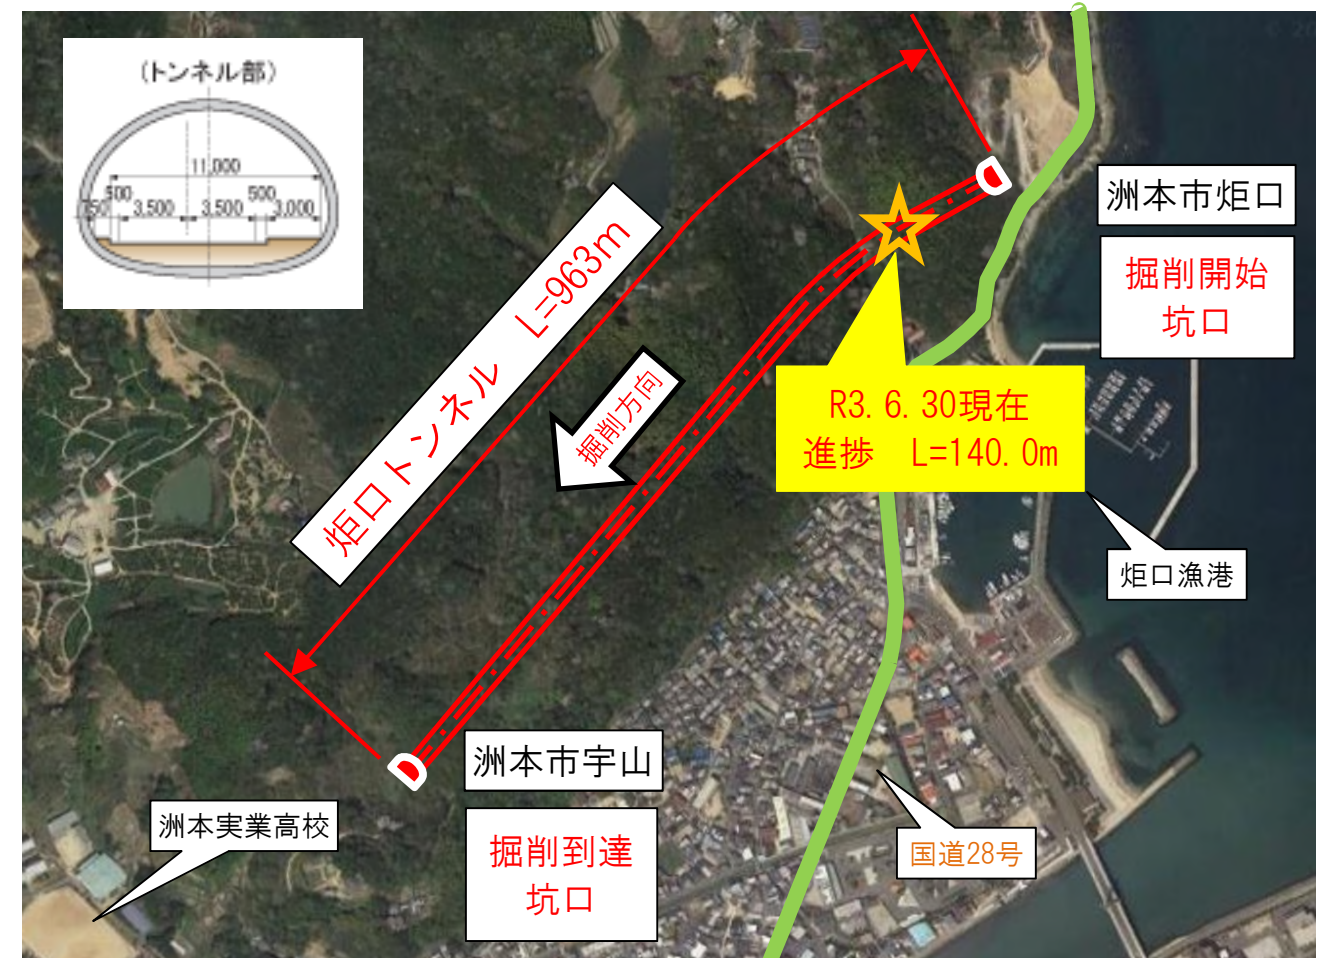 (トンネル部)
11,000
500
500
750
3,500
3,500
3,000
炬口トンネル L=963m
掘削方向
洲本市炬口
掘削開始
坑口
R3.6.30現在
進捗 L=140.0m
炬口漁港
洲本市宇山
掘削到達
坑口
洲本実業高校
国道28号